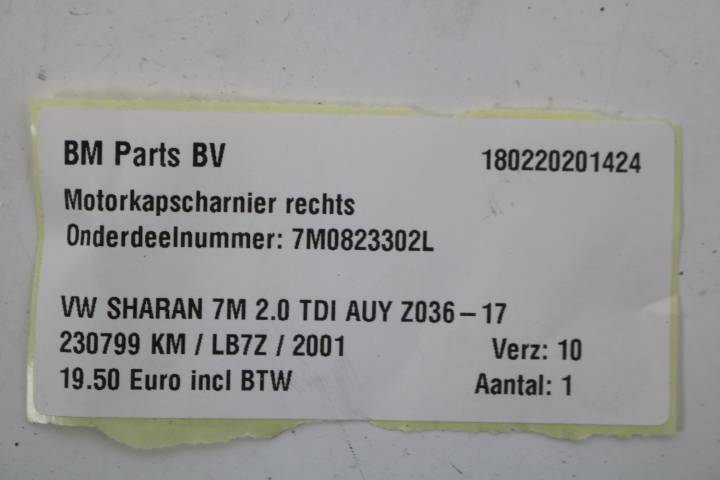 BM Parts BV 180220201424
Motorkapscharnier rechts
Onderdeelnummer: 7M0823302L
VW SHARAN 7M 2.0 TDI AUY Z036-17
230799 KM / LB7Z / 2001 Verz: 10
19.50 Euro incl BTW Aantal: 1